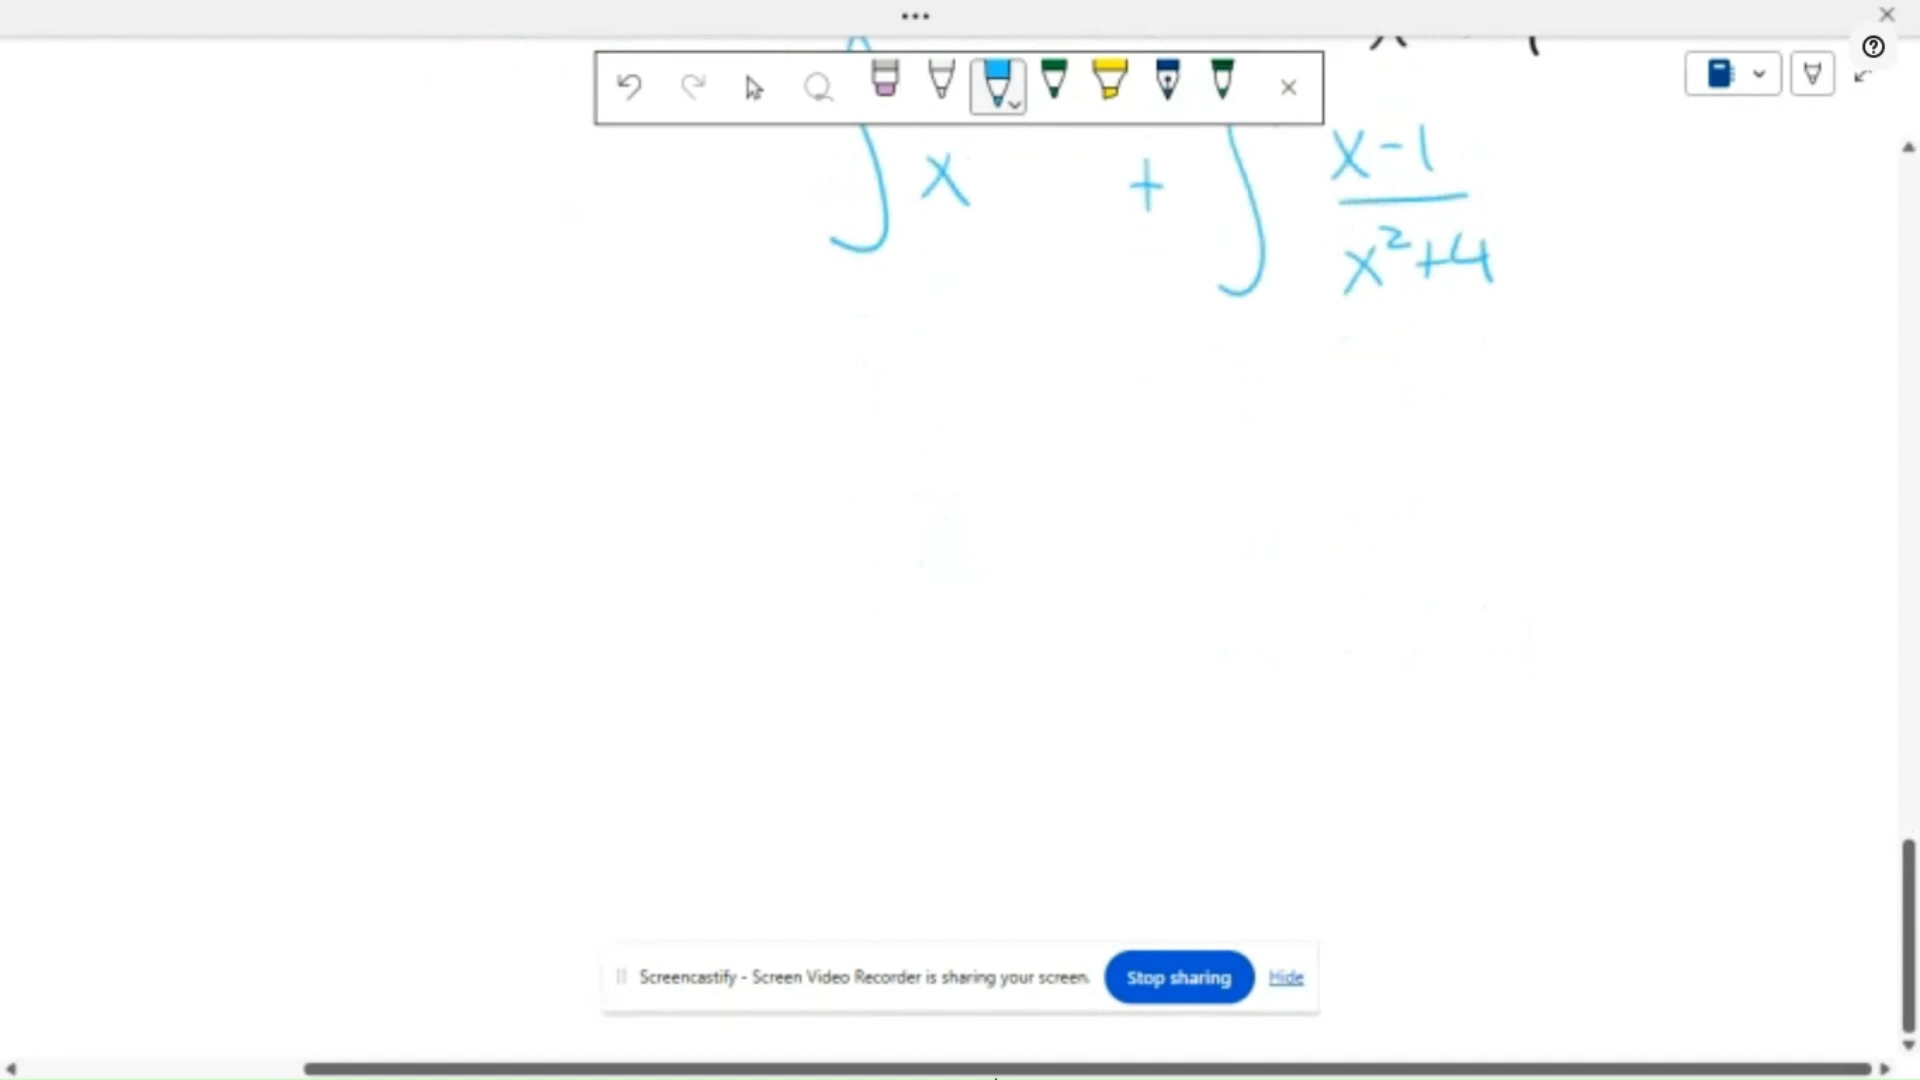 ∫ x + ∫ x-1
x²+4
Screencastify - Screen Video Recorder is sharing your screen. Stop sharing Hide